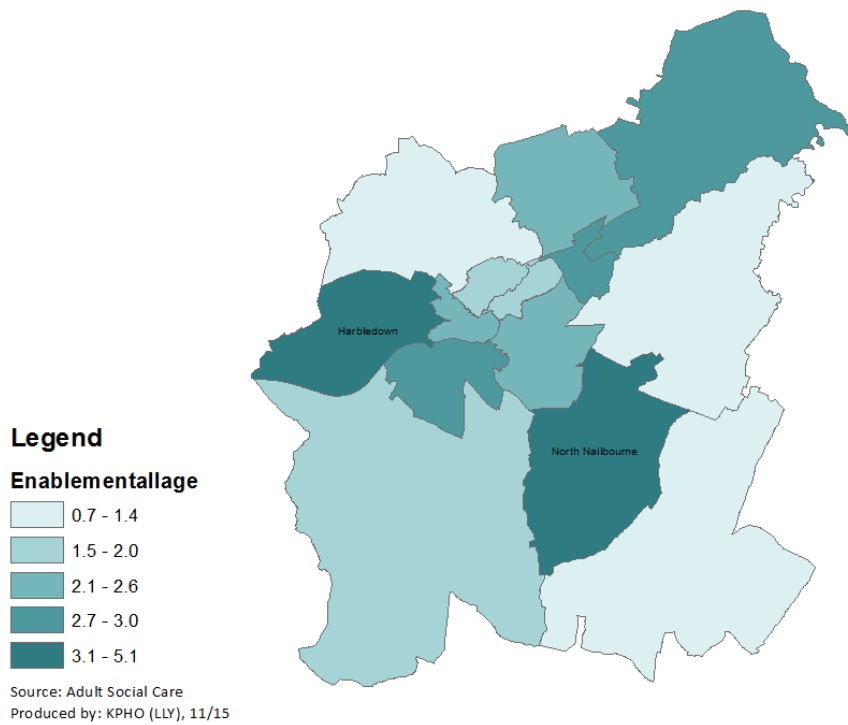 Harbledown
North Nailbourne
Legend
Enablementallage
0.7 - 1.4
1.5 - 2.0
2.1 - 2.6
2.7 - 3.0
3.1 - 5.1
Source: Adult Social Care
Produced by: KPHO (LLY), 11/15